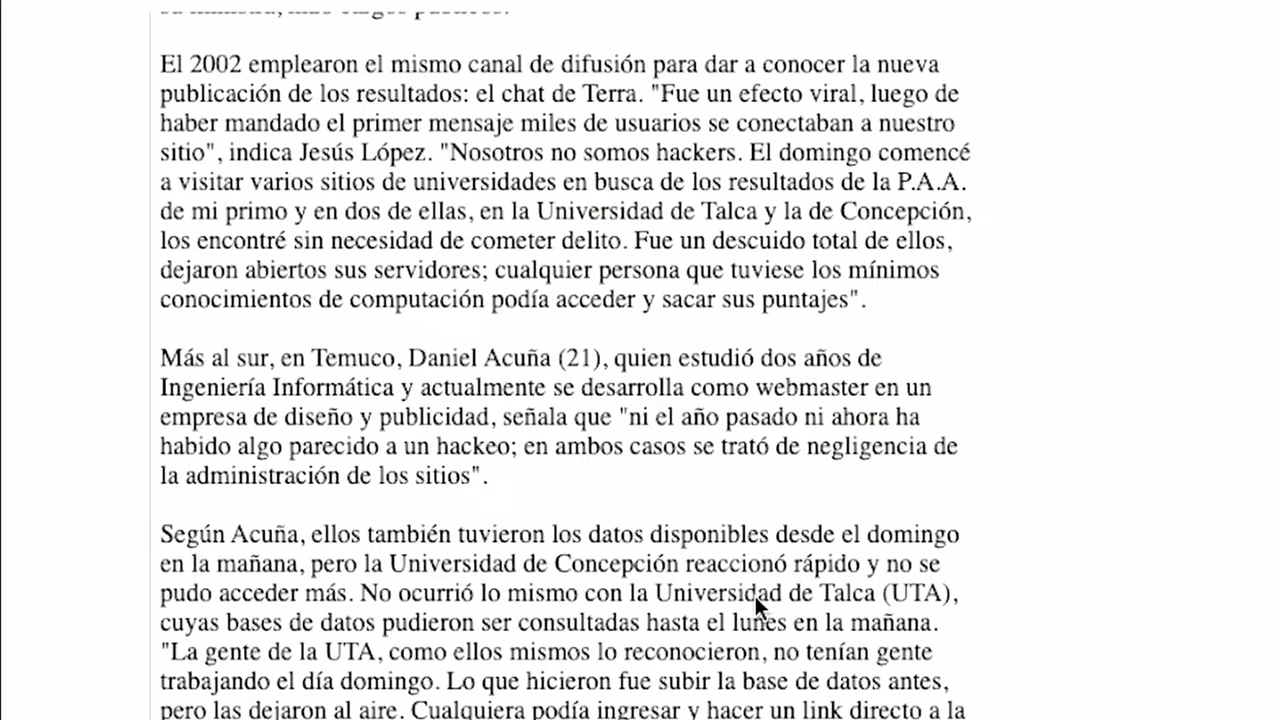 El 2002 emplearon el mismo canal de difusión para dar a conocer la nueva
publicación de los resultados: el chat de Terra. "Fue un efecto viral, luego de
haber mandado el primer mensaje miles de usuarios se conectaban a nuestro
sitio", indica Jesús López. "Nosotros no somos hackers. El domingo comencé
a visitar varios sitios de universidades en busca de los resultados de la P.A.A.
de mi primo y en dos de ellas, en la Universidad de Talca y la de Concepción,
los encontré sin necesidad de cometer delito. Fue un descuido total de ellos,
dejaron abiertos sus servidores; cualquier persona que tuviese los mínimos
conocimientos de computación podía acceder y sacar sus puntajes".
Más al sur, en Temuco, Daniel Acuña (21), quien estudió dos años de
Ingeniería Informática y actualmente se desarrolla como webmaster en un
empresa de diseño y publicidad, señala que "ni el año pasado ni ahora ha
habido algo parecido a un hackeo; en ambos casos se trató de negligencia de
la administración de los sitios".
Según Acuña, ellos también tuvieron los datos disponibles desde el domingo
en la mañana, pero la Universidad de Concepción reaccionó rápido y no se
pudo acceder más. No ocurrió lo mismo con la Universidad de Talca (UTA),
cuyas bases de datos pudieron ser consultadas hasta el lunes en la mañana.
"La gente de la UTA, como ellos mismos lo reconocieron, no tenían gente
trabajando el día domingo. Lo que hicieron fue subir la base de datos antes,
pero las dejaron al aire. Cualquiera podía ingresar y hacer un link directo a la